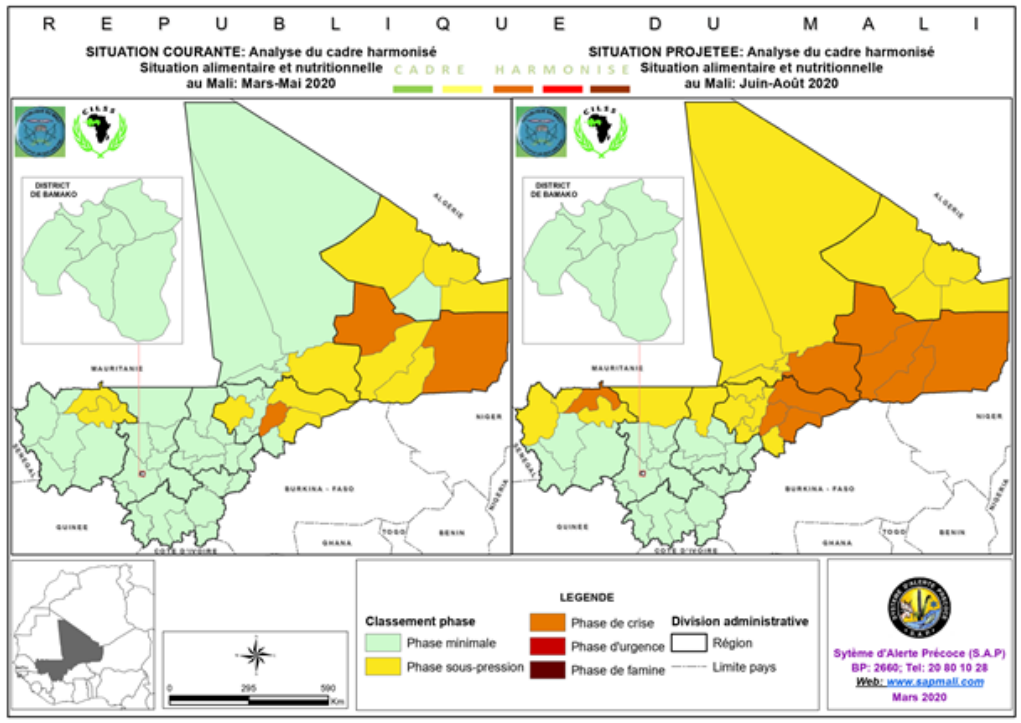 R E P U B L I Q U E D U M A L I
SITUATION COURANTE: Analyse du cadre harmonisé
Situation alimentaire et nutritionnelle
au Mali: Mars-Mai 2020
CADRE HARMONISE
SITUATION PROJETEE: Analyse du cadre harmonisé
Situation alimentaire et nutritionnelle
au Mali: Juin-Août 2020
CILSS
DISTRICT
DE BAMAKO
ALGERIE
MAURITANIE
NIGER
SENEGAL
BURKINA - FASO
NIGERIA
GUINEE
TOGO
BENIN
GHANA
COTE D'IVOIRE
CILSS
DISTRICT
DE BAMAKO
ALGERIE
MAURITANIE
NIGER
SENEGAL
BURKINA - FASO
NIGERIA
GUINEE
TOGO
BENIN
GHANA
COTE D'IVOIRE
0 295 590
Km
LEGENDE
Classement phase
Phase minimale
Phase sous-pression
Phase de crise
Phase d'urgence
Phase de famine
Division administrative
Région
Limite pays
SYSTEME D'ALERTE PRECOCE
S.A.P
Sytème d'Alerte Précoce (S.A.P)
BP: 2660; Tel: 20 80 10 28
Web: www.sapmali.com
Mars 2020